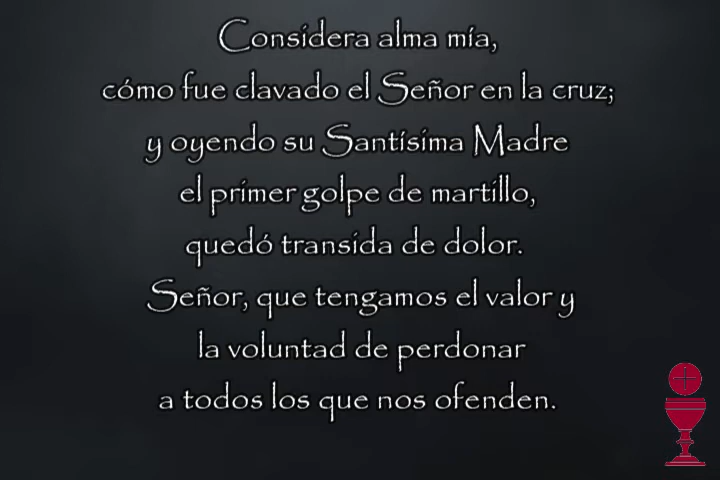 Considera alma mía,
cómo fue clavado el Señor en la cruz;
y oyendo su Santísima Madre
el primer golpe de martillo,
quedó transida de dolor.
Señor, que tengamos el valor y
la voluntad de perdonar
a todos los que nos ofenden.